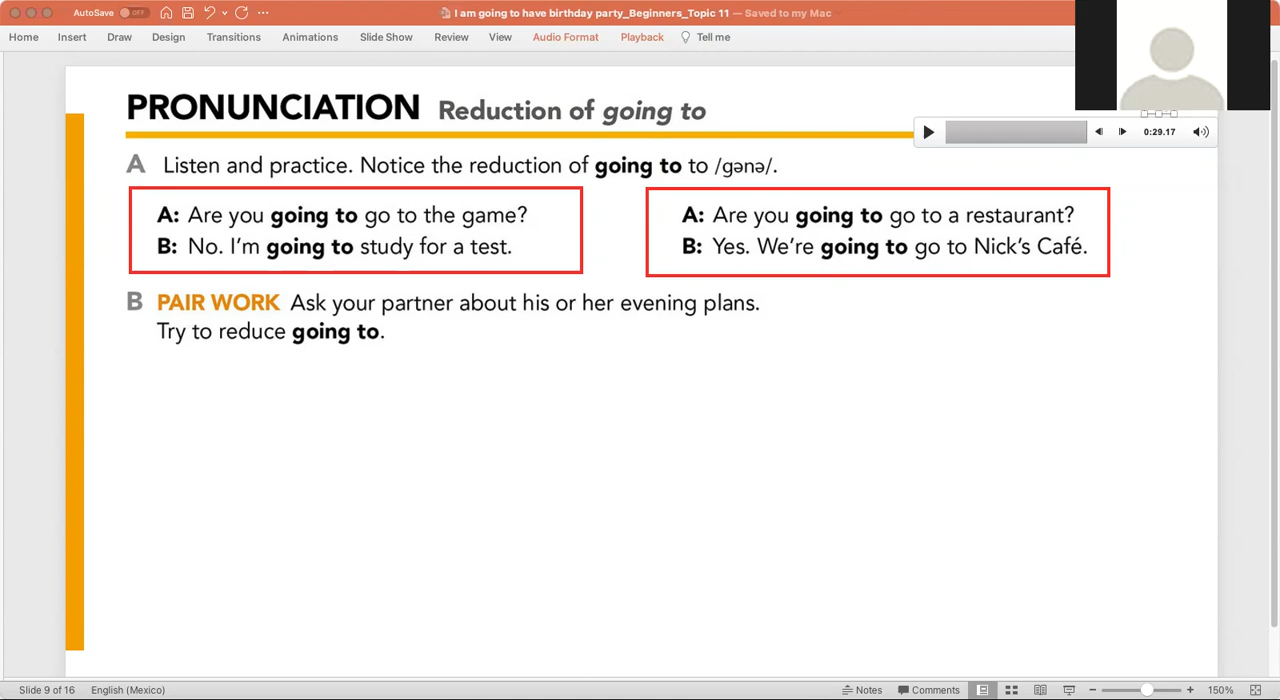 AutoSave OFF
I am going to have birthday party_Beginners_Topic 11 — Saved to my Mac
Home Insert Draw Design Transitions Animations Slide Show Review View Audio Format Playback Tell me
PRONUNCIATION Reduction of going to
0:29.17
A Listen and practice. Notice the reduction of going to to /gənə/.
A: Are you going to go to the game?
B: No. I'm going to study for a test.
A: Are you going to go to a restaurant?
B: Yes. We're going to go to Nick's Café.
B PAIR WORK Ask your partner about his or her evening plans.
Try to reduce going to.
Slide 9 of 16 English (Mexico) Notes Comments 150%